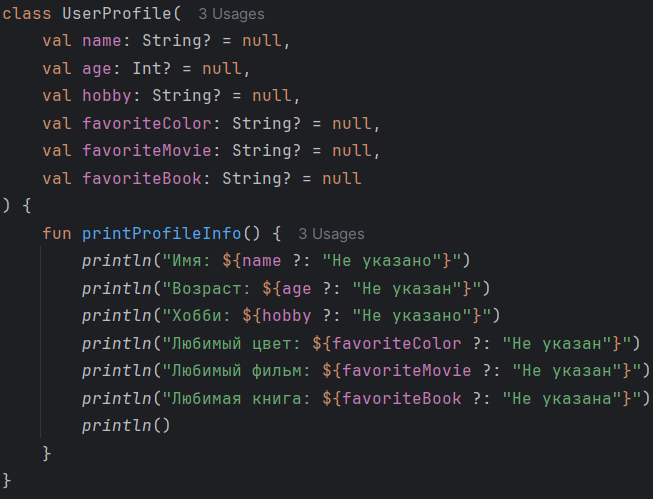 class UserProfile( 3 Usages
    val name: String? = null,
    val age: Int? = null,
    val hobby: String? = null,
    val favoriteColor: String? = null,
    val favoriteMovie: String? = null,
    val favoriteBook: String? = null
) {
    fun printProfileInfo() { 3 Usages
        println("Имя: ${name ?: "Не указано"}")
        println("Возраст: ${age ?: "Не указан"}")
        println("Хобби: ${hobby ?: "Не указано"}")
        println("Любимый цвет: ${favoriteColor ?: "Не указан"}")
        println("Любимый фильм: ${favoriteMovie ?: "Не указан"}")
        println("Любимая книга: ${favoriteBook ?: "Не указана"}")
        println()
    }
}